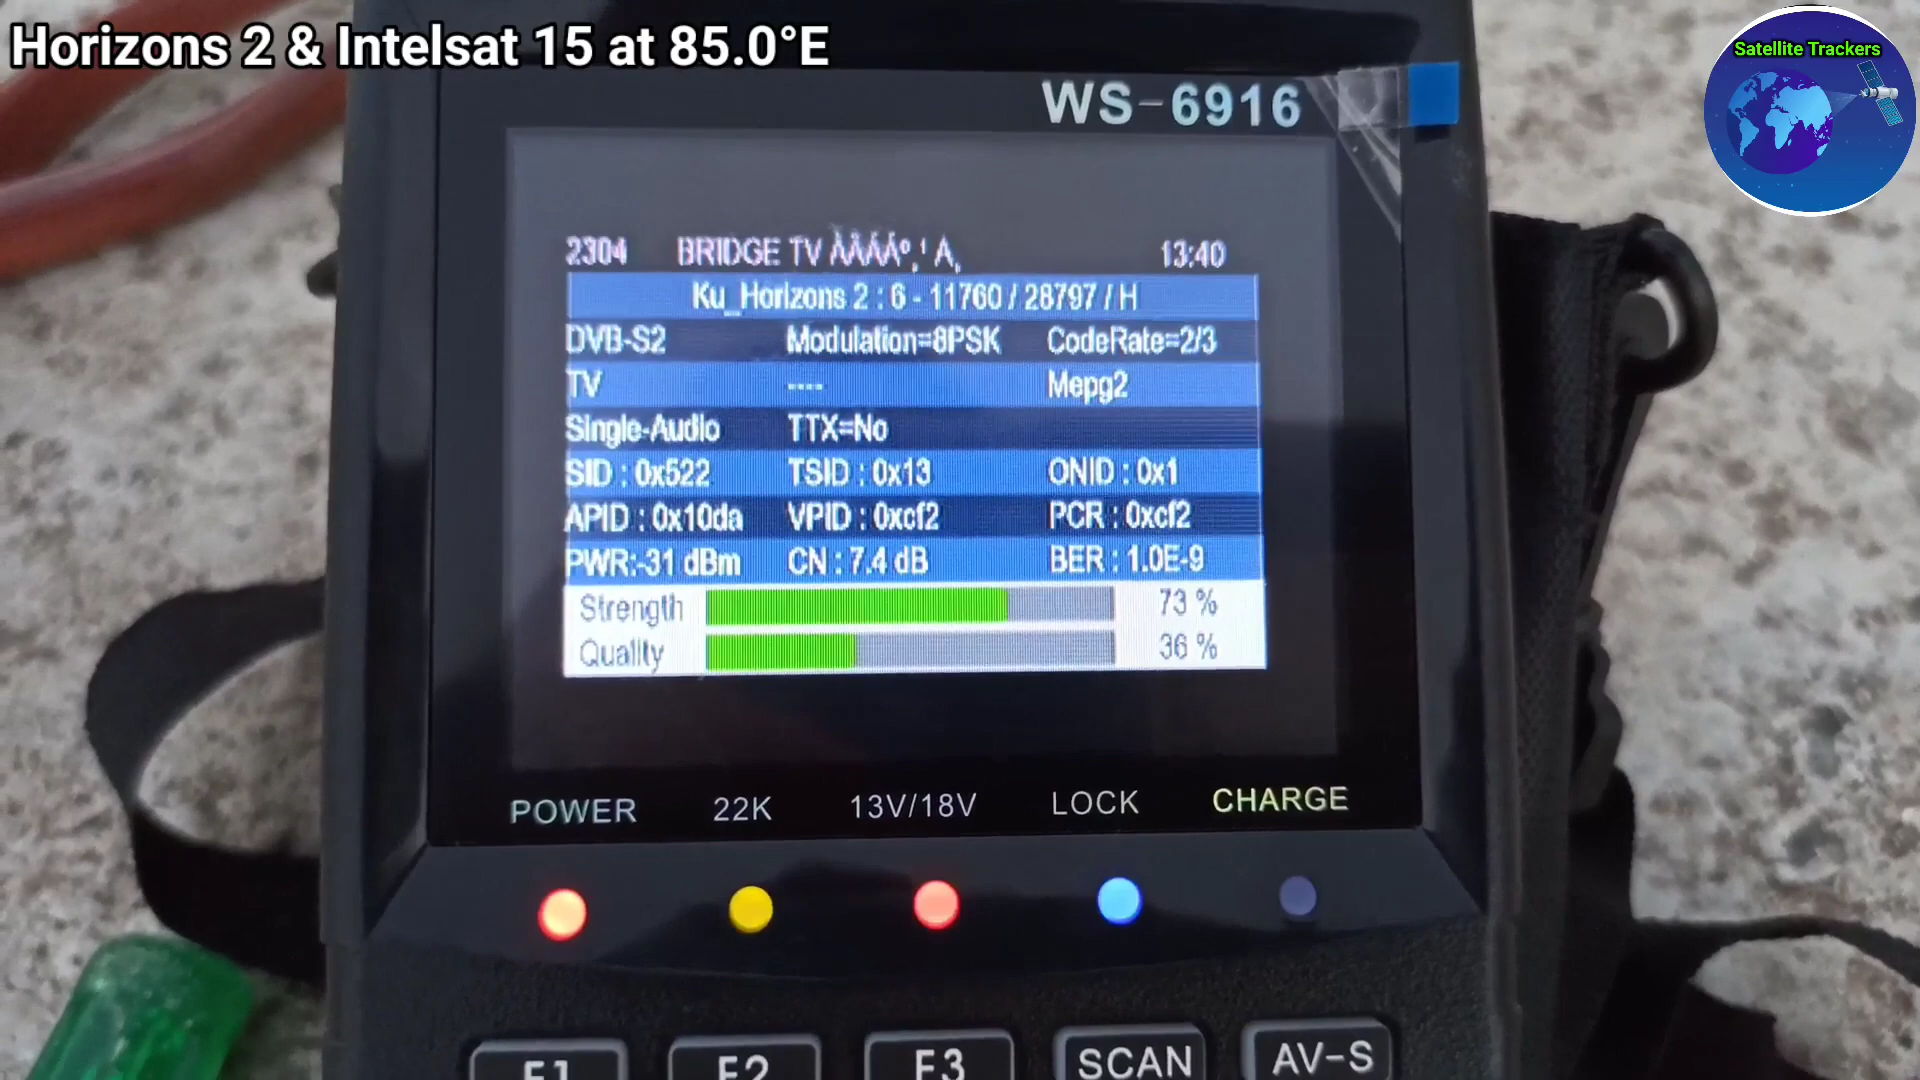 Horizons 2 & Intelsat 15 at 85.0°E
Satellite Trackers
WS-6916
2304 BRIDGE TV ÀÂÄÄº¸¹ A¸ 13:40
Ku_Horizons 2 : 6 - 11760 / 28797 / H
DVB-S2 Modulation=8PSK CodeRate=2/3
TV ---- Mepg2
Single-Audio TTX=No
SID : 0x522 TSID : 0x13 ONID : 0x1
APID : 0x10da VPID : 0xcf2 PCR : 0xcf2
PWR:-31 dBm CN : 7.4 dB BER : 1.0E-9
Strength 73 %
Quality 36 %
POWER 22K 13V/18V LOCK CHARGE
F1 F2 F3 SCAN AV-S